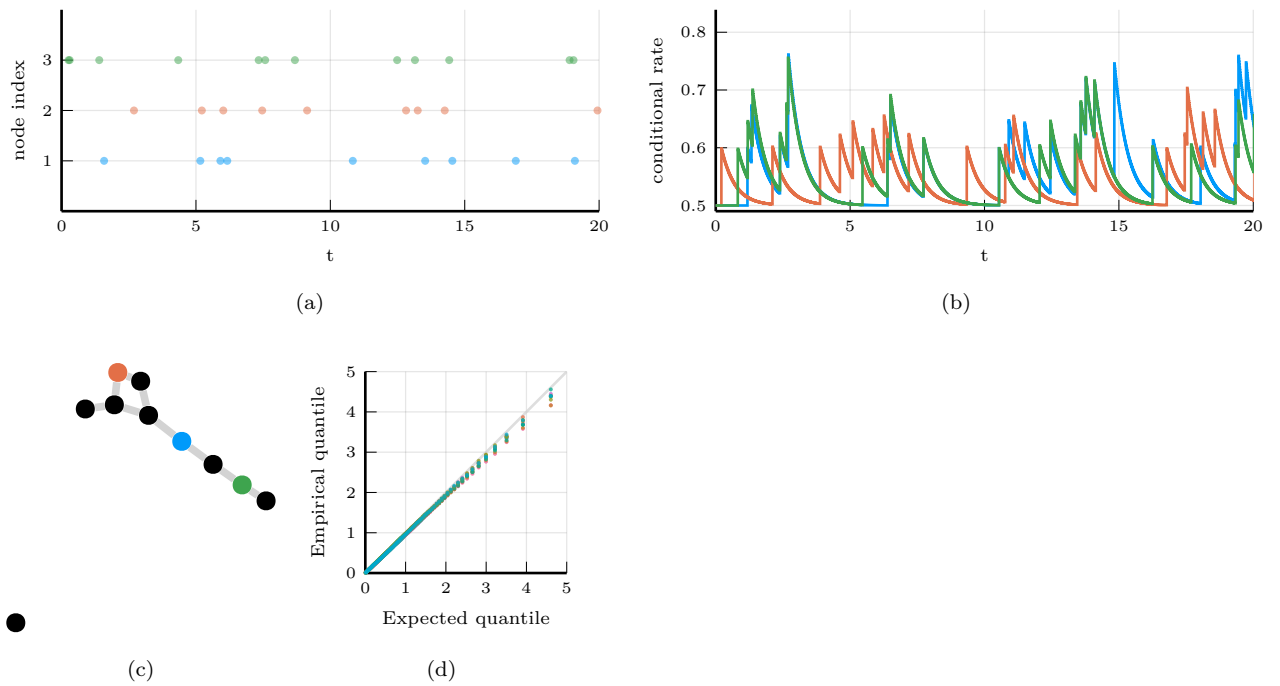 node index
3
2
1
0 5 10 15 20
t
(a)
conditional rate
0.8
0.7
0.6
0.5
0 5 10 15 20
t
(b)
(c)
Empirical quantile
5
4
3
2
1
0
0 1 2 3 4 5
Expected quantile
(d)